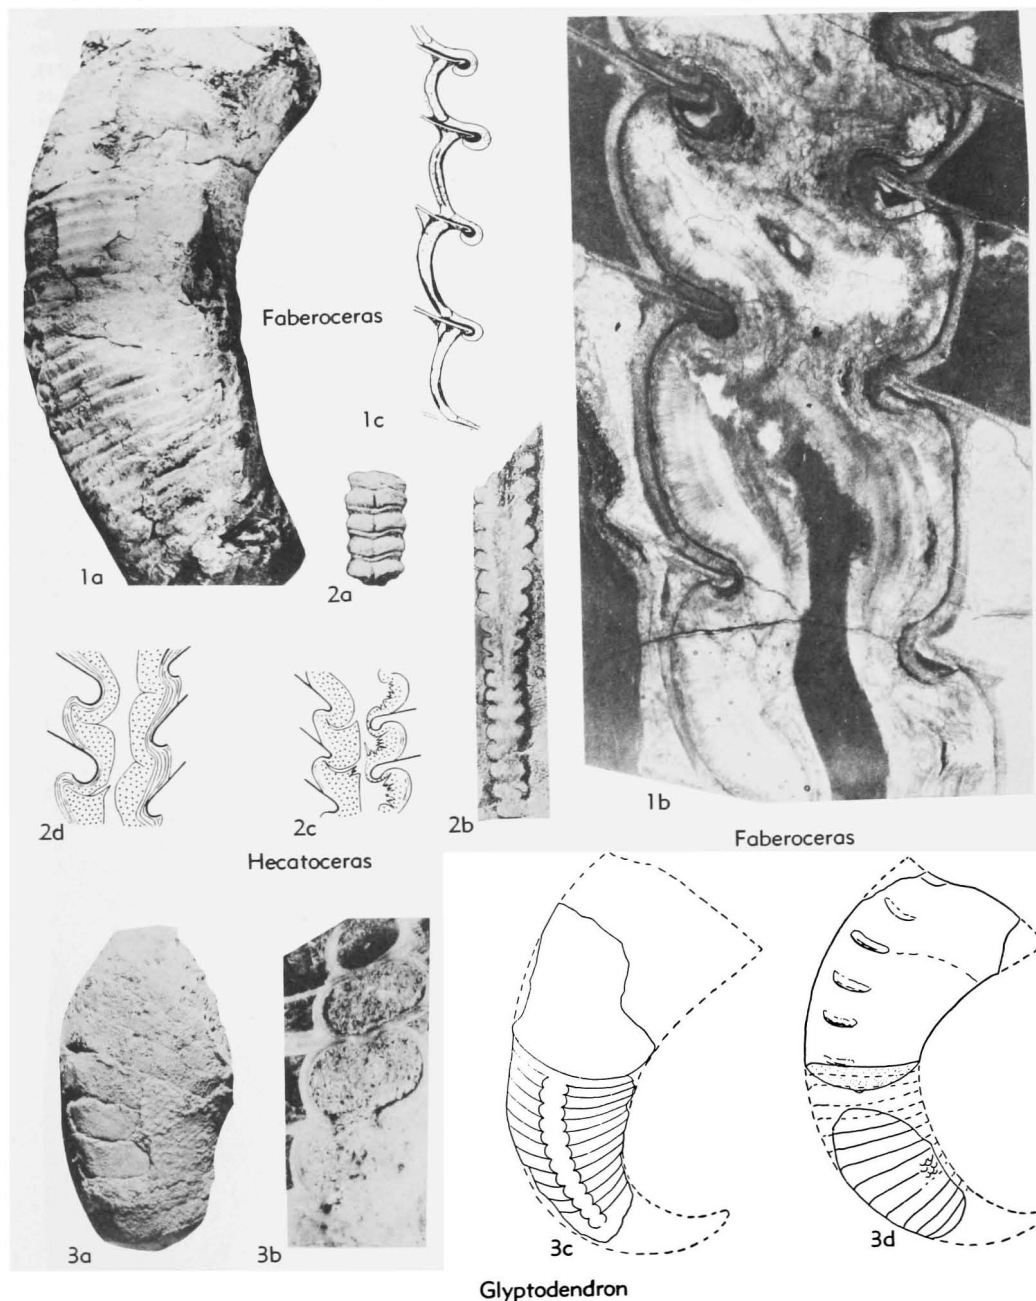 Faberoceras
1c
1a
2a
2d
2c
2b
1b
Hecatoceras
Faberoceras
3a
3b
3c
3d
Glyptodendron